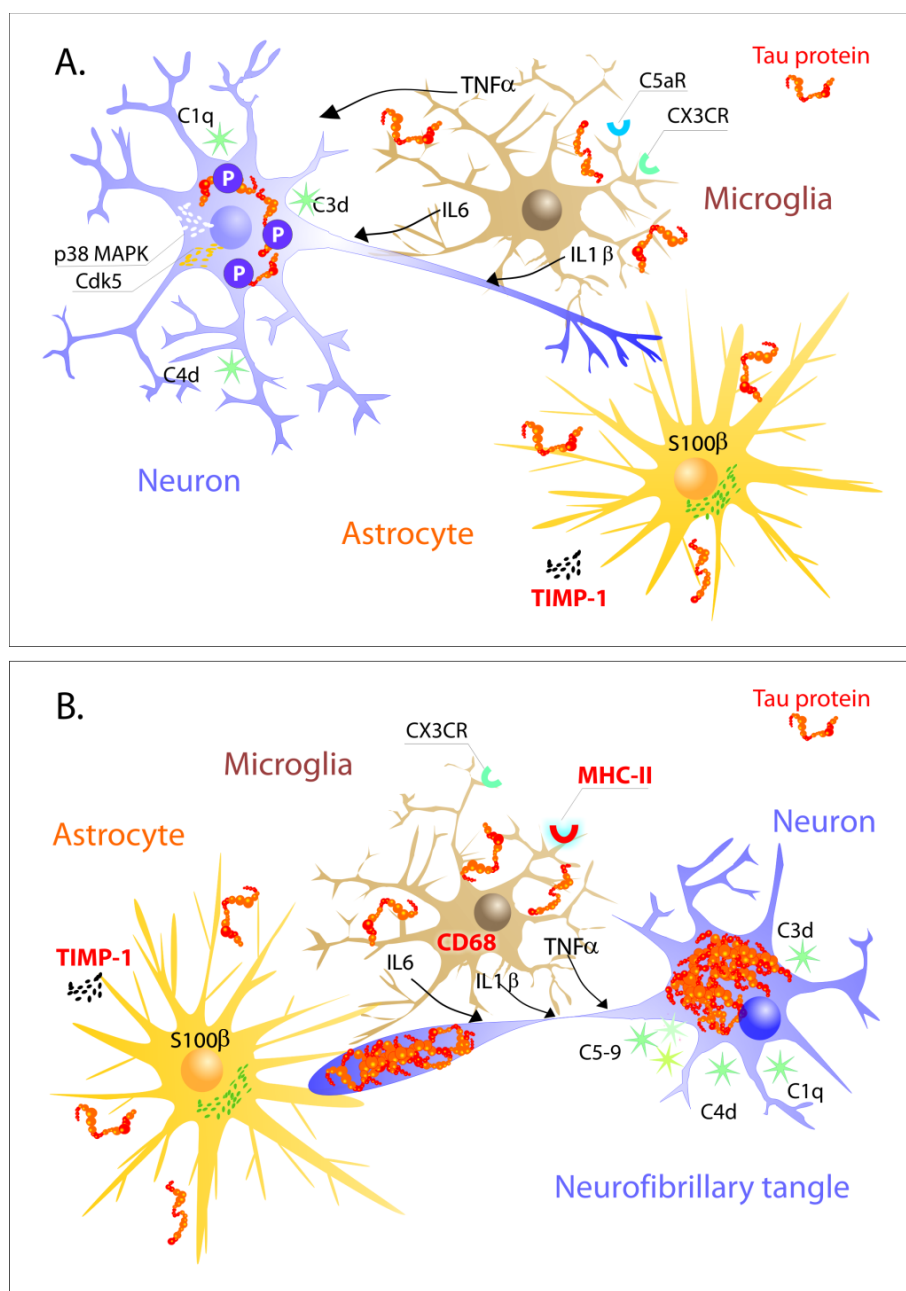 A.
Tau protein
TNFα
C5aR
CX3CR
C1q
P
Microglia
C3d
IL6
P
p38 MAPK
IL1 β
Cdk5
P
C4d
S100β
Neuron
Astrocyte
TIMP-1
B.
Tau protein
CX3CR
Microglia
MHC-II
Astrocyte
Neuron
C3d
CD68
TNFα
TIMP-1
IL6
IL1β
S100β
C5-9
C1q
C4d
Neurofibrillary tangle